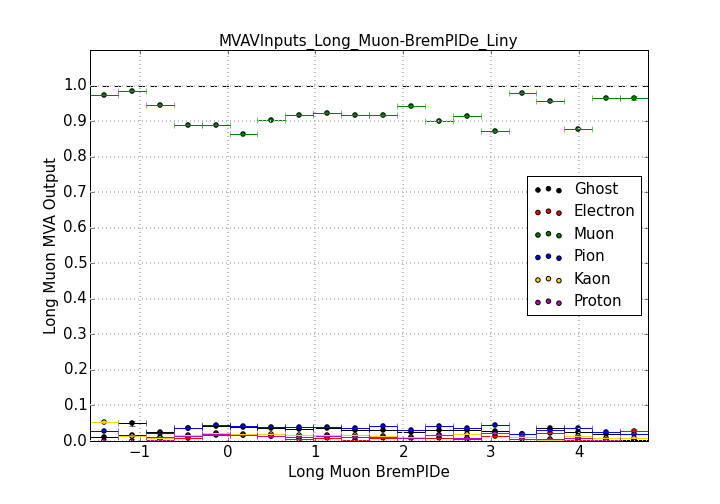 MVAVInputs_Long_Muon-BremPIDe_Liny
1.0
0.9
0.8
0.7
0.6
0.5
0.4
0.3
0.2
0.1
0.0
Long Muon MVA Output
Ghost
Electron
Muon
Pion
Kaon
Proton
−1 0 1 2 3 4
Long Muon BremPIDe